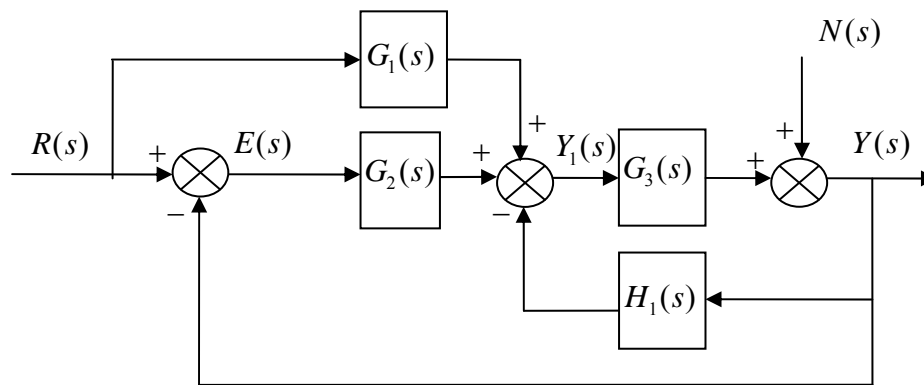 N(s)
G₁(s)
+
R(s)
+
E(s)
G₂(s)
+
Y₁(s)
G₃(s)
+
+
Y(s)
−
−
H₁(s)